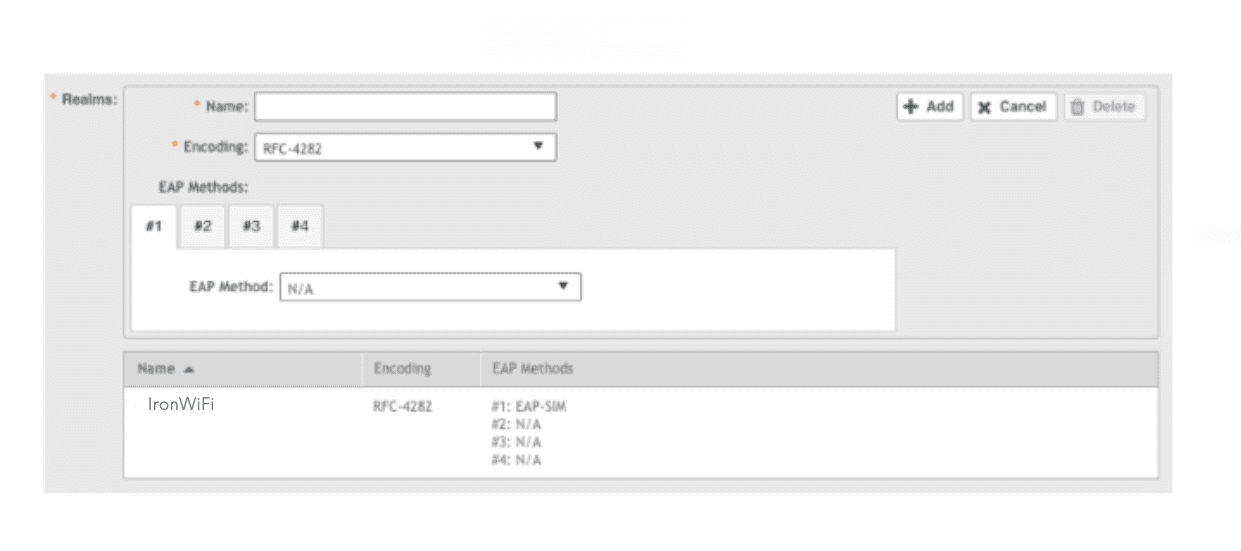 * Realms:
* Name:
Add
Cancel
Delete
* Encoding: RFC-4282
EAP Methods:
#1 #2 #3 #4
EAP Method: N/A
Name Encoding EAP Methods
IronWiFi RFC-4282 #1: EAP-SIM
#2: N/A
#3: N/A
#4: N/A